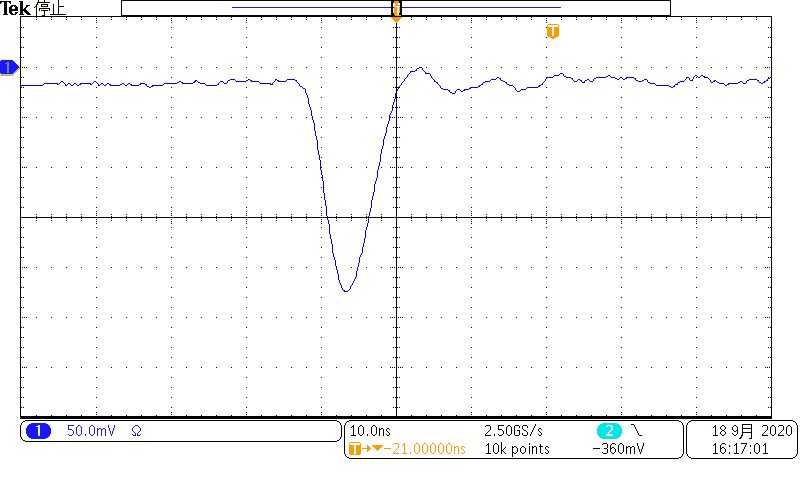 Tek 停止
T
T
1
1 50.0mV Ω
10.0ns 2.50GS/s 2 -360mV
T→▼-21.00000ns 10k points
18 9月 2020
16:17:01